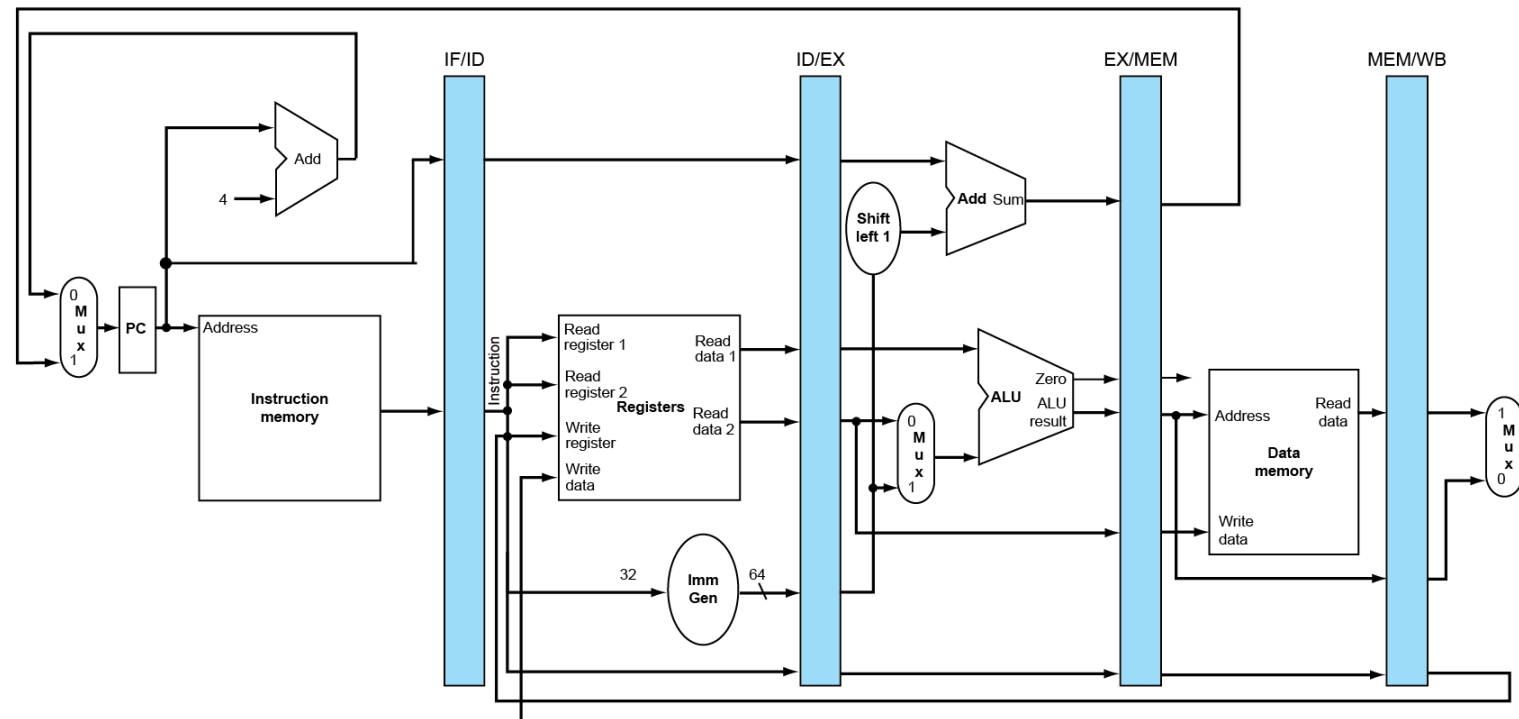 IF/ID
ID/EX
EX/MEM
MEM/WB
Add
4
Add Sum
Shift
left 1
0
M
u
x
1
PC
Address
Instruction
memory
Instruction
Read
register 1
Read
register 2
Write
register
Write
data
Registers
Read
data 1
Read
data 2
0
M
u
x
1
Zero
ALU
ALU
result
Address
Read
data
Data
memory
Write
data
1
M
u
x
0
32
Imm
Gen
64